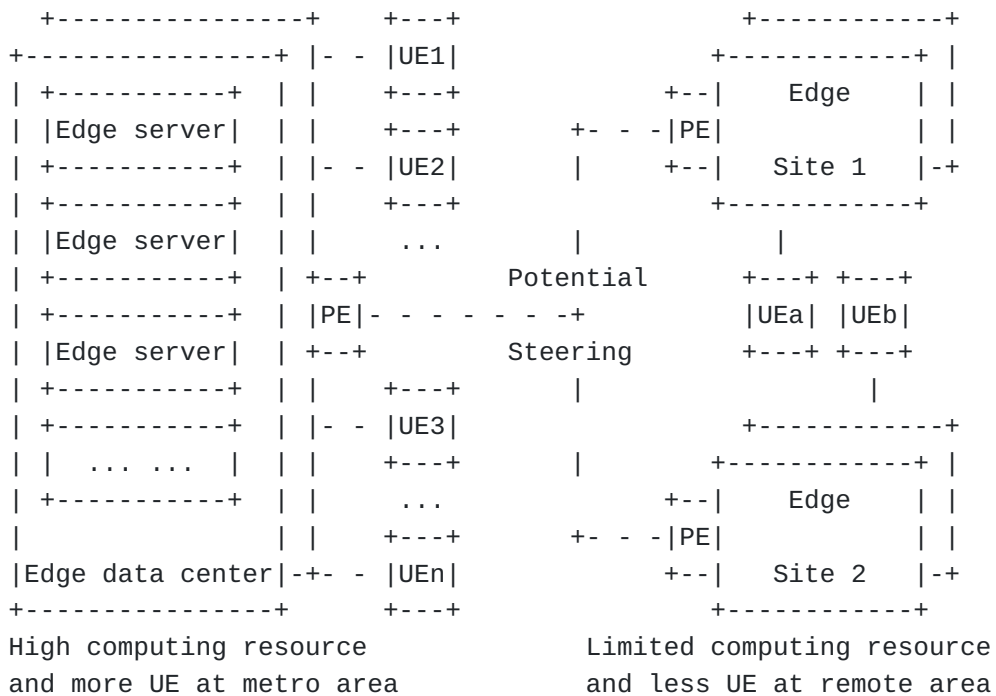 +----------------+    +---+                  +------------+
+----------------+ |- - |UE1|                +------------+ |
| +-----------+  | |    +---+             +--|    Edge    | |
| |Edge server|  | |    +---+       +- - -|PE|            | |
| +-----------+  | |- - |UE2|       |     +--|   Site 1   |-+
| +-----------+  | |    +---+                +------------+
| |Edge server|  | |     ...        |            |
| +-----------+  | +--+         Potential      +---+ +---+
| +-----------+  | |PE|- - - - - - -+          |UEa| |UEb|
| |Edge server|  | +--+         Steering       +---+ +---+
| +-----------+  | |    +---+       |                  |
| +-----------+  | |- - |UE3|                  +------------+
| |  ... ...  |  | |    +---+       |        +------------+ |
| +-----------+  | |     ...              +--|    Edge    | |
|                | |    +---+       +- - -|PE|            | |
|Edge data center|-+- - |UEn|             +--|   Site 2   |-+
+----------------+      +---+                +------------+
High computing resource              Limited computing resource
and more UE at metro area            and less UE at remote area